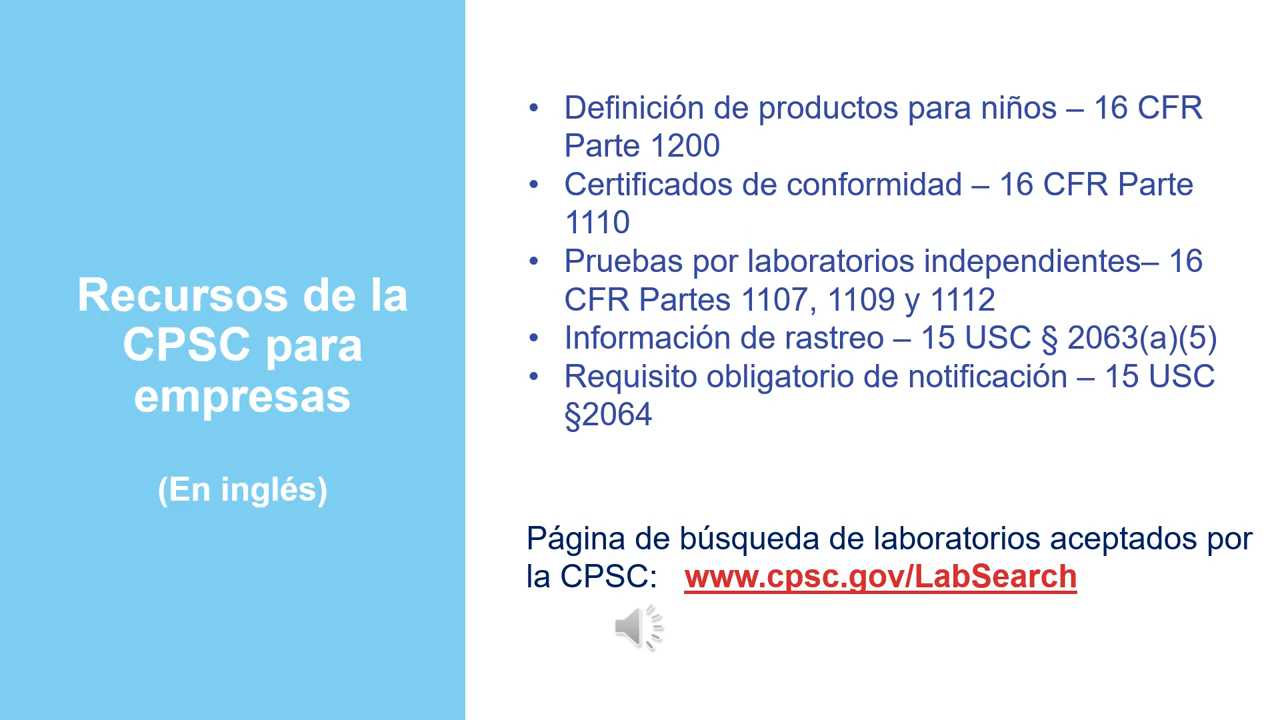 Recursos de la
CPSC para
empresas
(En inglés)
• Definición de productos para niños – 16 CFR
Parte 1200
• Certificados de conformidad – 16 CFR Parte
1110
• Pruebas por laboratorios independientes– 16
CFR Partes 1107, 1109 y 1112
• Información de rastreo – 15 USC § 2063(a)(5)
• Requisito obligatorio de notificación – 15 USC
§2064
Página de búsqueda de laboratorios aceptados por
la CPSC: www.cpsc.gov/LabSearch